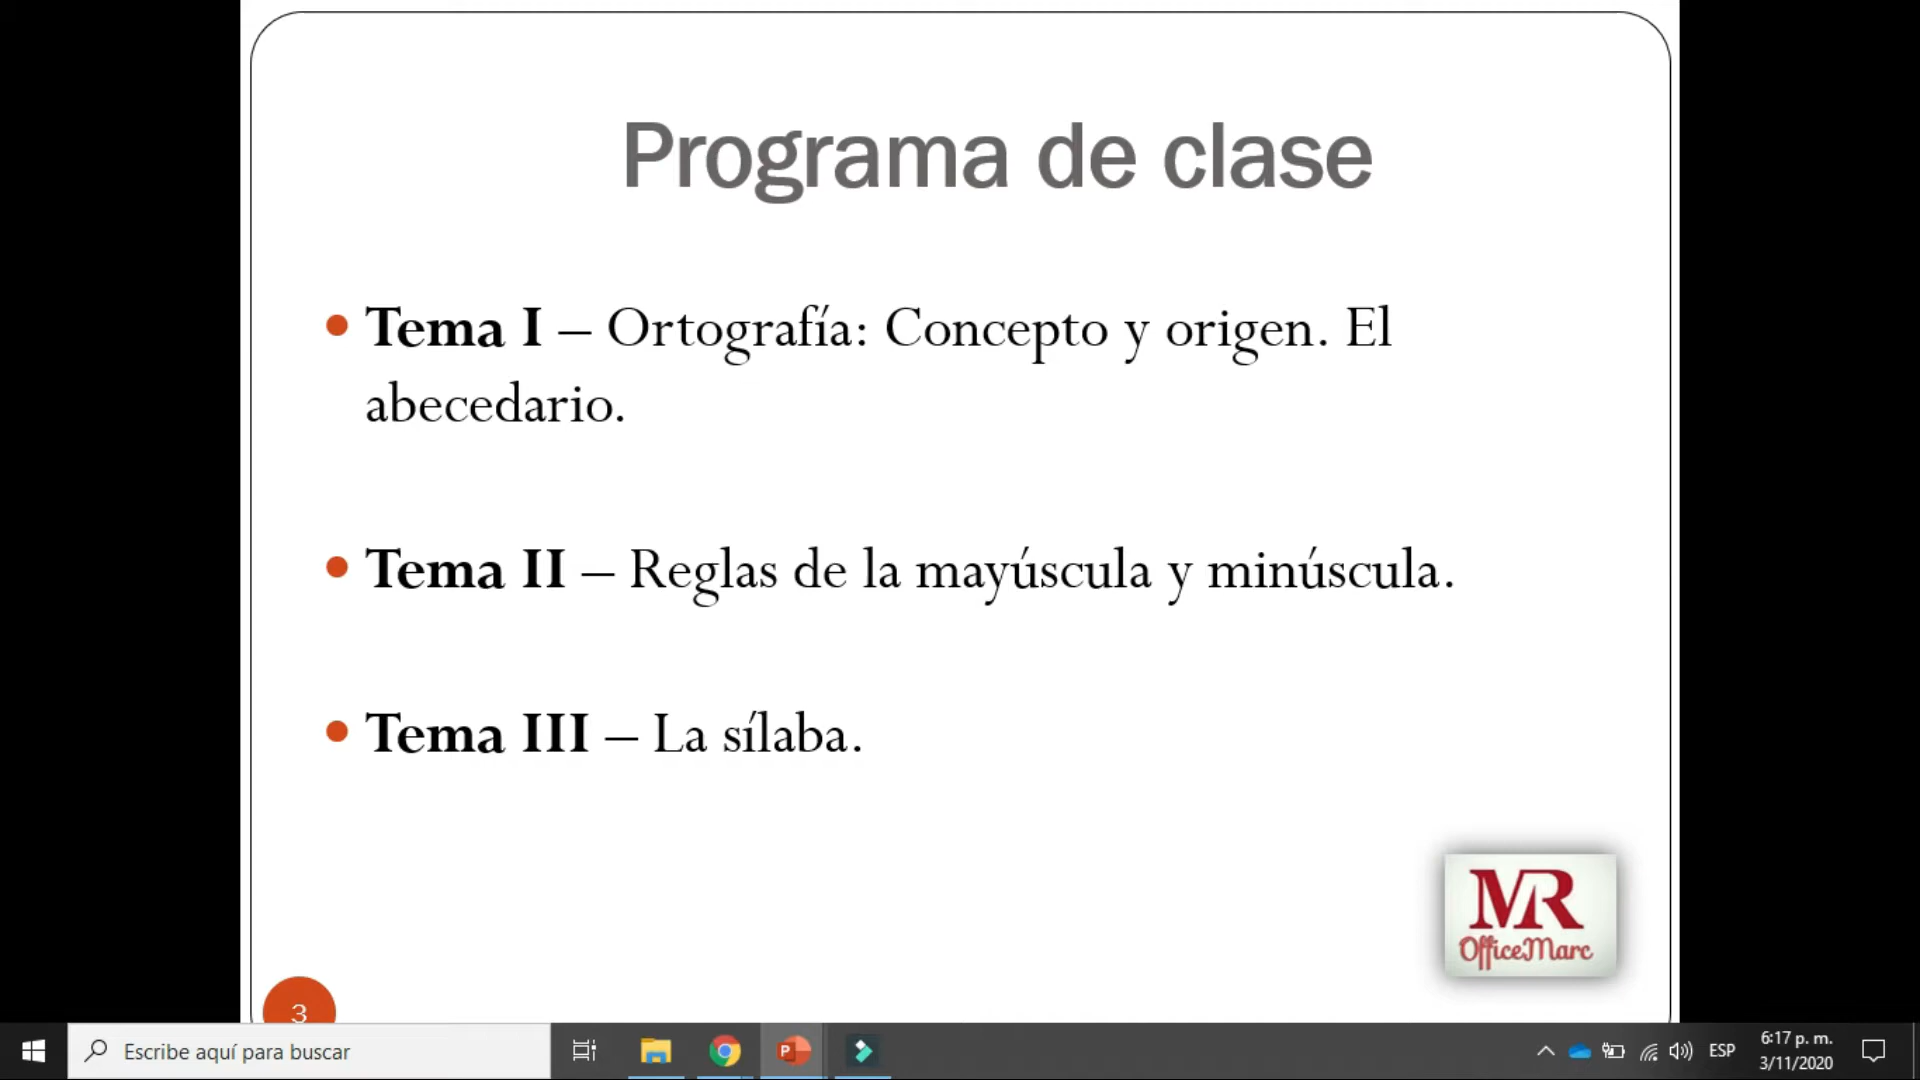 Programa de clase
• Tema I – Ortografía: Concepto y origen. El
abecedario.
• Tema II – Reglas de la mayúscula y minúscula.
• Tema III – La sílaba.
MR
OfficeMarc
3
Escribe aquí para buscar
P
ESP
6:17 p. m.
3/11/2020